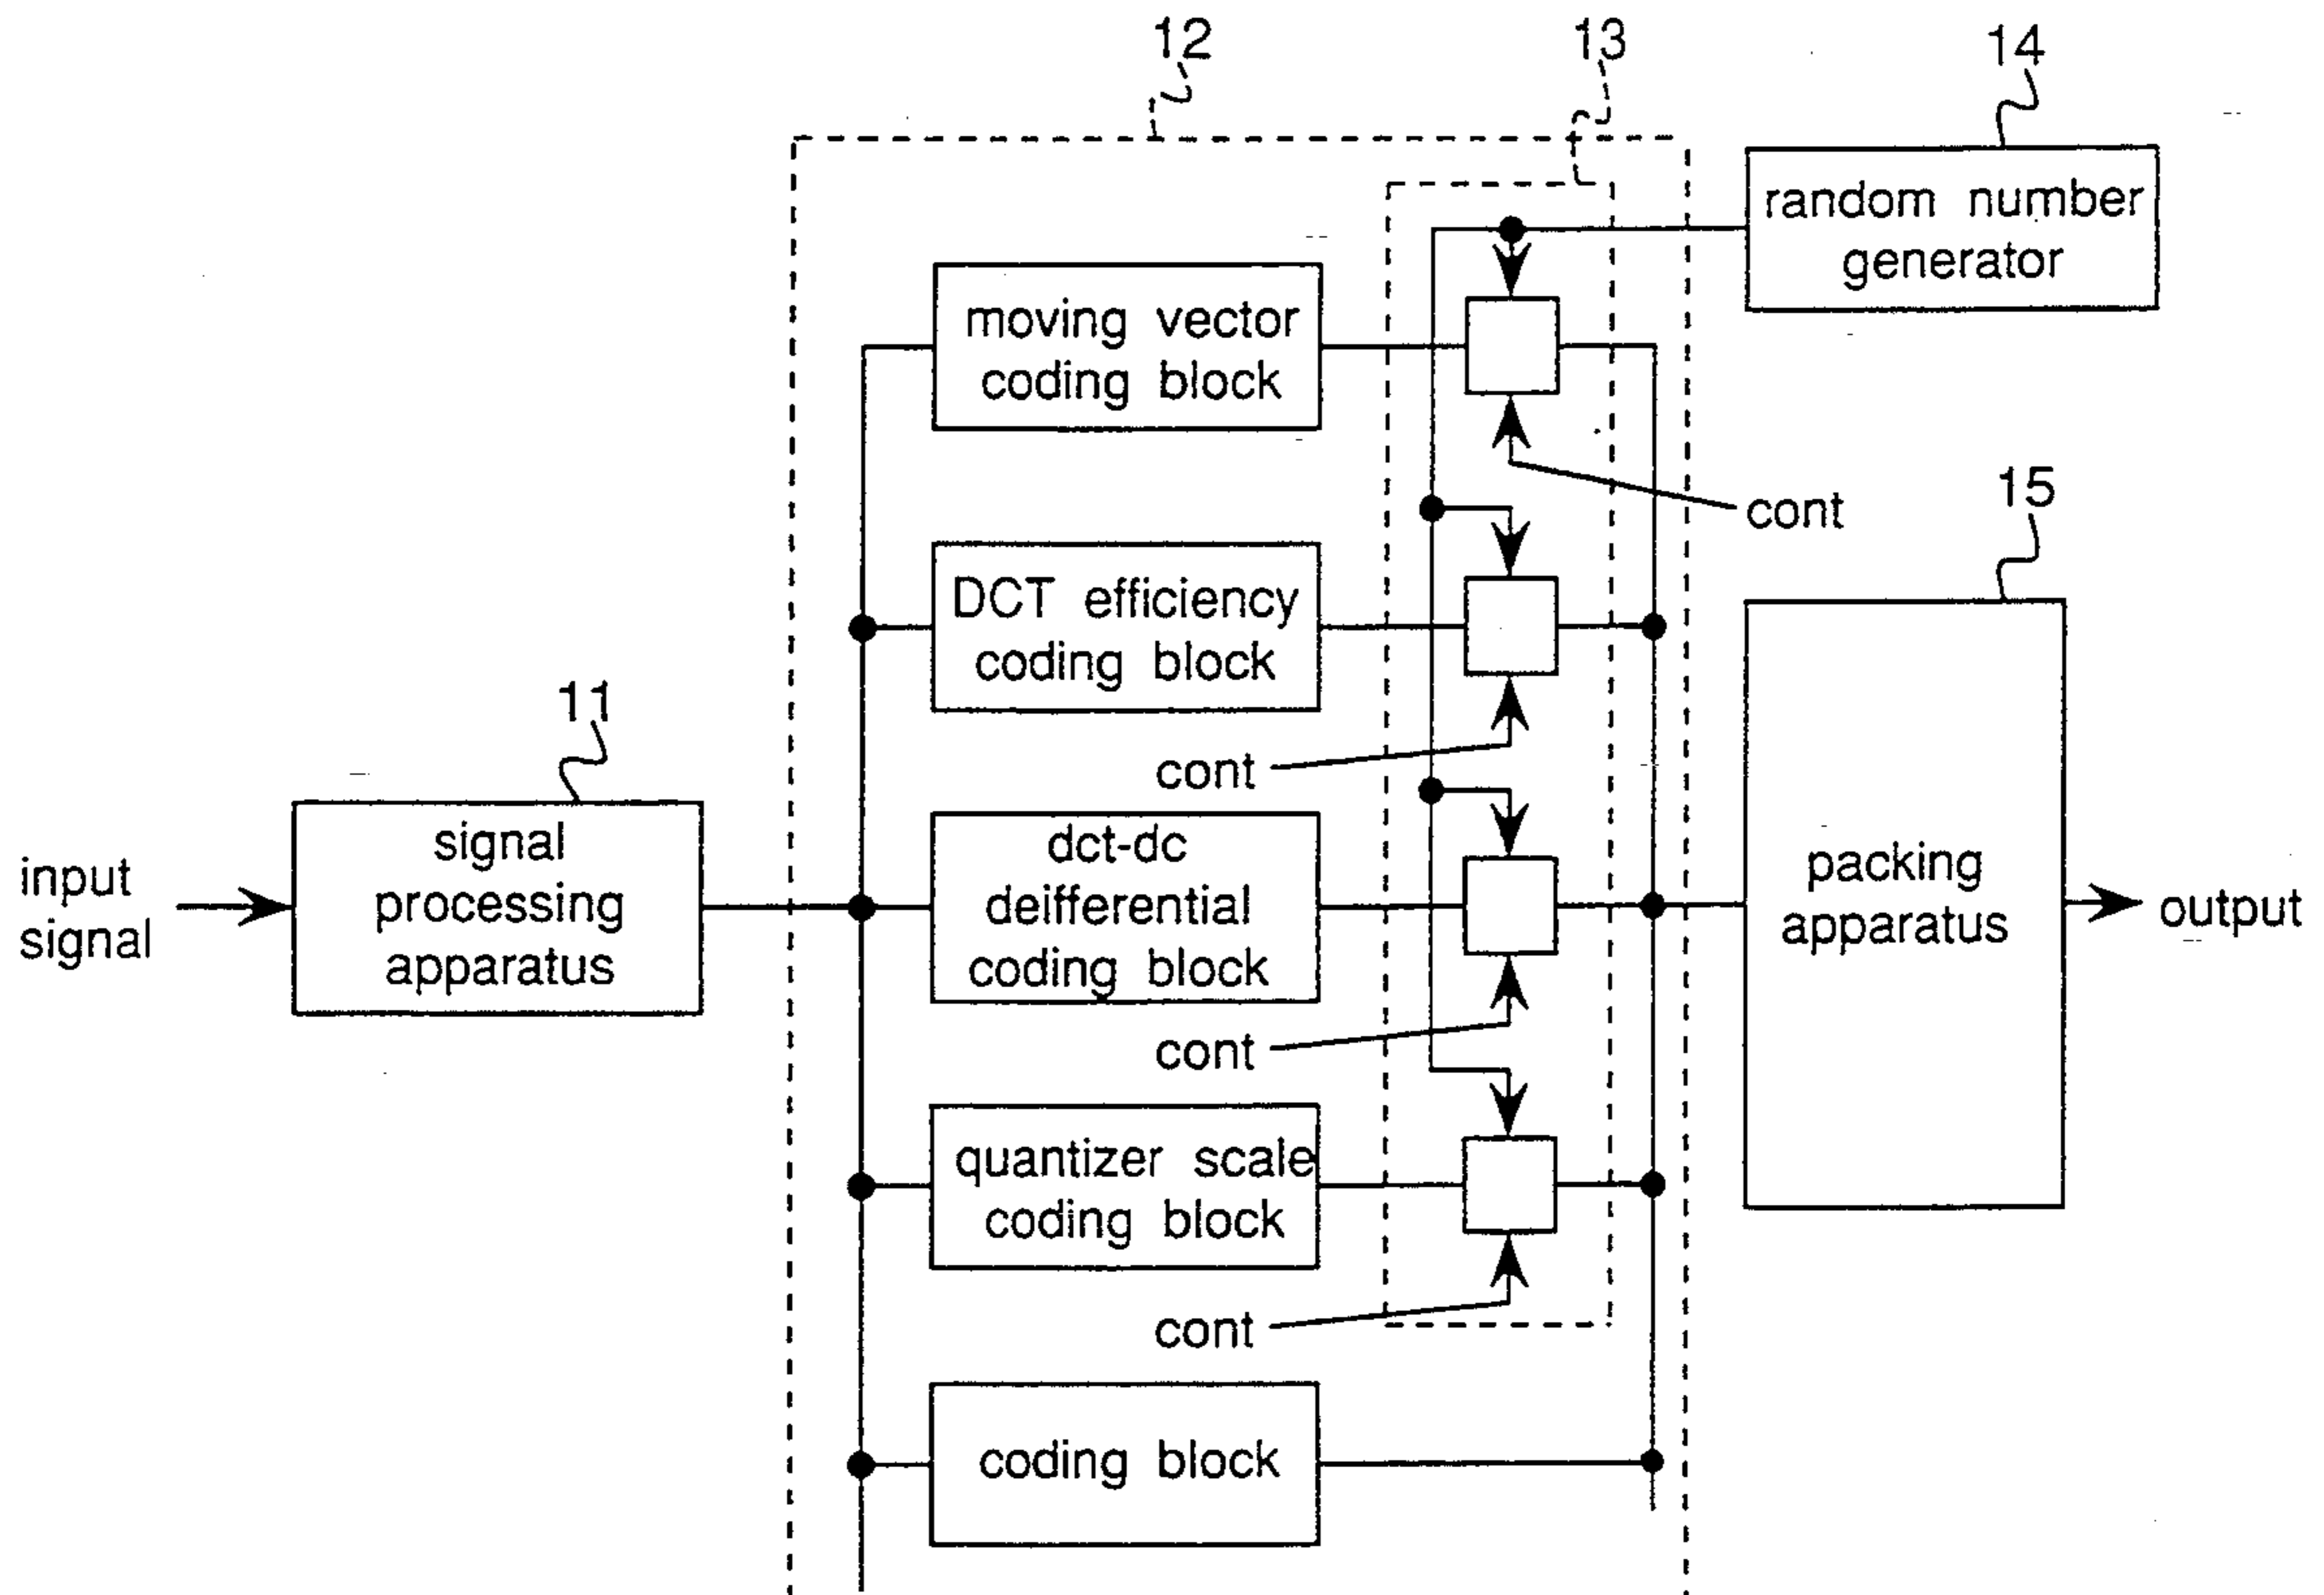 12
13
14
random number
generator
moving vector
coding block
cont
15
DCT efficiency
coding block
cont
11
signal
processing
apparatus
input
signal
dct-dc
deifferential
coding block
cont
packing
apparatus
output
quantizer scale
coding block
cont
coding block